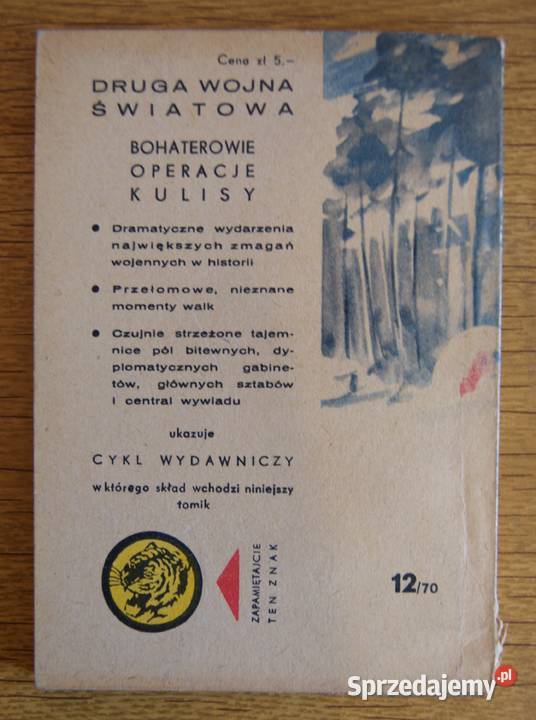 Cena zł 5.–
DRUGA WOJNA
ŚWIATOWA
BOHATEROWIE
OPERACJE
KULISY
● Dramatyczne wydarzenia
największych zmagań
wojennych w historii
● Przełomowe, nieznane
momenty walk
● Czujnie strzeżone tajem-
nice pól bitewnych, dy-
plomatycznych gabine-
tów, głównych sztabów
i central wywiadu
ukazuje
CYKL WYDAWNICZY
w którego skład wchodzi niniejszy
tomik
ZAPAMIĘTAJCIE
TEN ZNAK
12/70
Sprzedajemy.pl